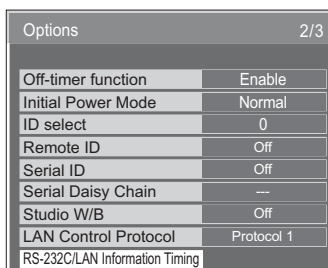 Options 2/3
Off-timer function Enable
Initial Power Mode Normal
ID select 0
Remote ID Off
Serial ID Off
Serial Daisy Chain ---
Studio W/B Off
LAN Control Protocol Protocol 1
RS-232C/LAN Information Timing